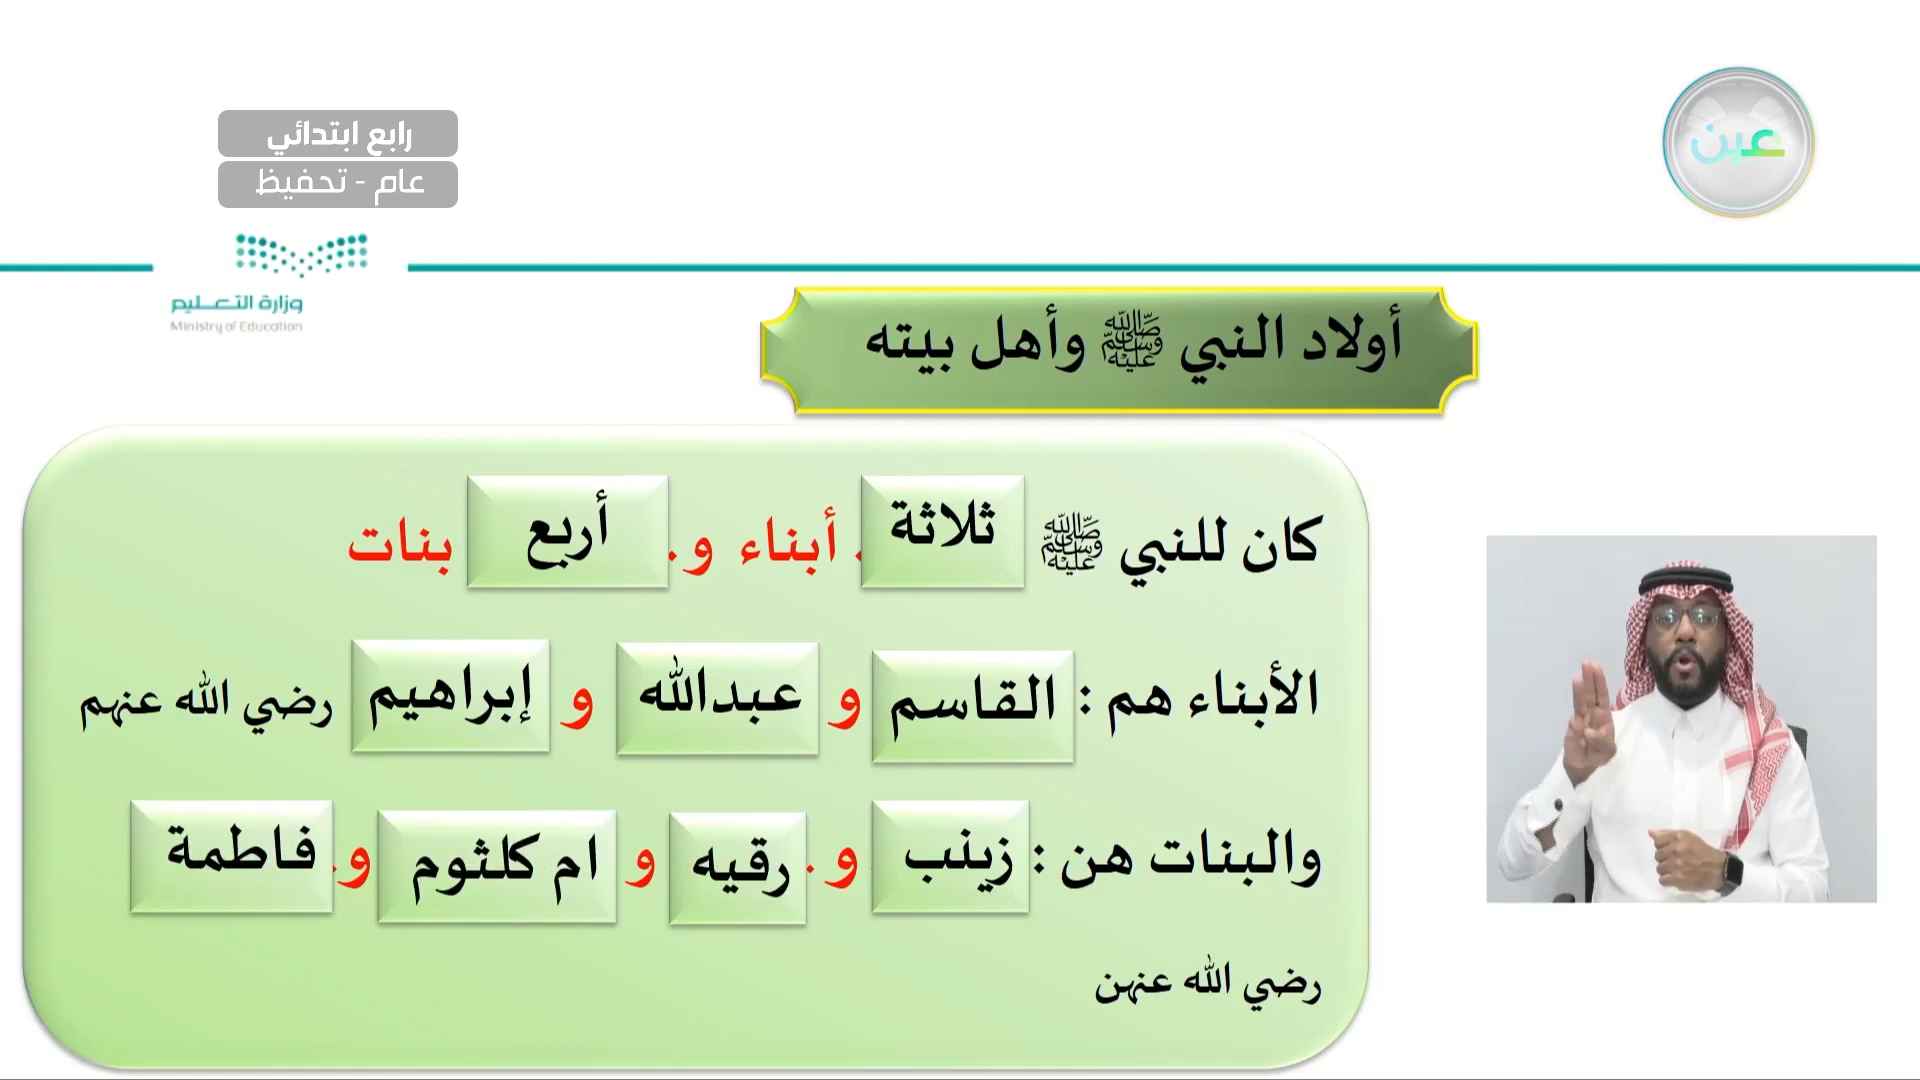 رابع ابتدائي
عام - تحفيظ
عين
وزارة التعليم
Ministry of Education
أولاد النبي ﷺ وأهل بيته
كان للنبي ﷺ ثلاثة . أبناء و. أربع بنات
الأبناء هم : القاسم و عبدالله و إبراهيم رضي الله عنهم
والبنات هن : زينب و. رقيه و ام كلثوم و. فاطمة
رضي الله عنهن